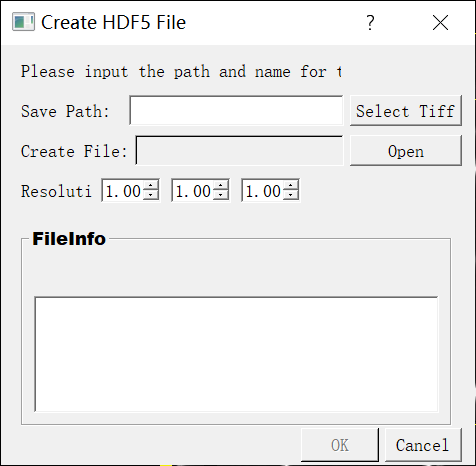 Create HDF5 File
Please input the path and name for t
Save Path: Select Tiff
Create File: Open
Resoluti 1.00 1.00 1.00
FileInfo
OK Cancel